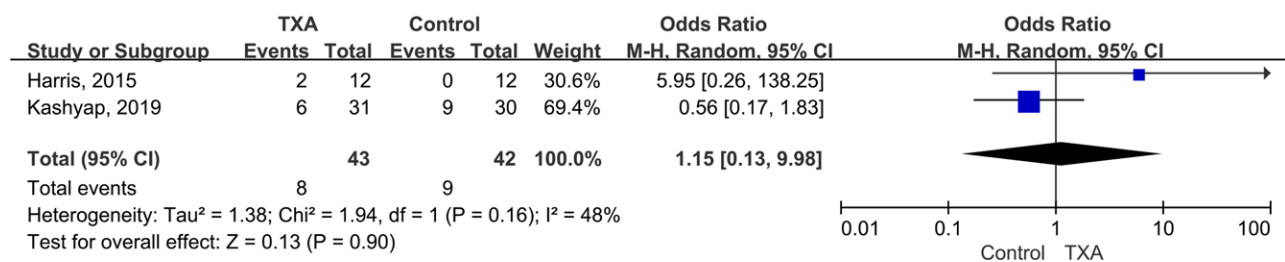 TXA Control Odds Ratio Odds Ratio
Study or Subgroup Events Total Events Total Weight M-H, Random, 95% CI M-H, Random, 95% CI
Harris, 2015 2 12 0 12 30.6% 5.95 [0.26, 138.25]
Kashyap, 2019 6 31 9 30 69.4% 0.56 [0.17, 1.83]
Total (95% CI) 43 42 100.0% 1.15 [0.13, 9.98]
Total events 8 9
Heterogeneity: Tau² = 1.38; Chi² = 1.94, df = 1 (P = 0.16); I² = 48%
Test for overall effect: Z = 0.13 (P = 0.90)
0.01 0.1 1 10 100
Control TXA